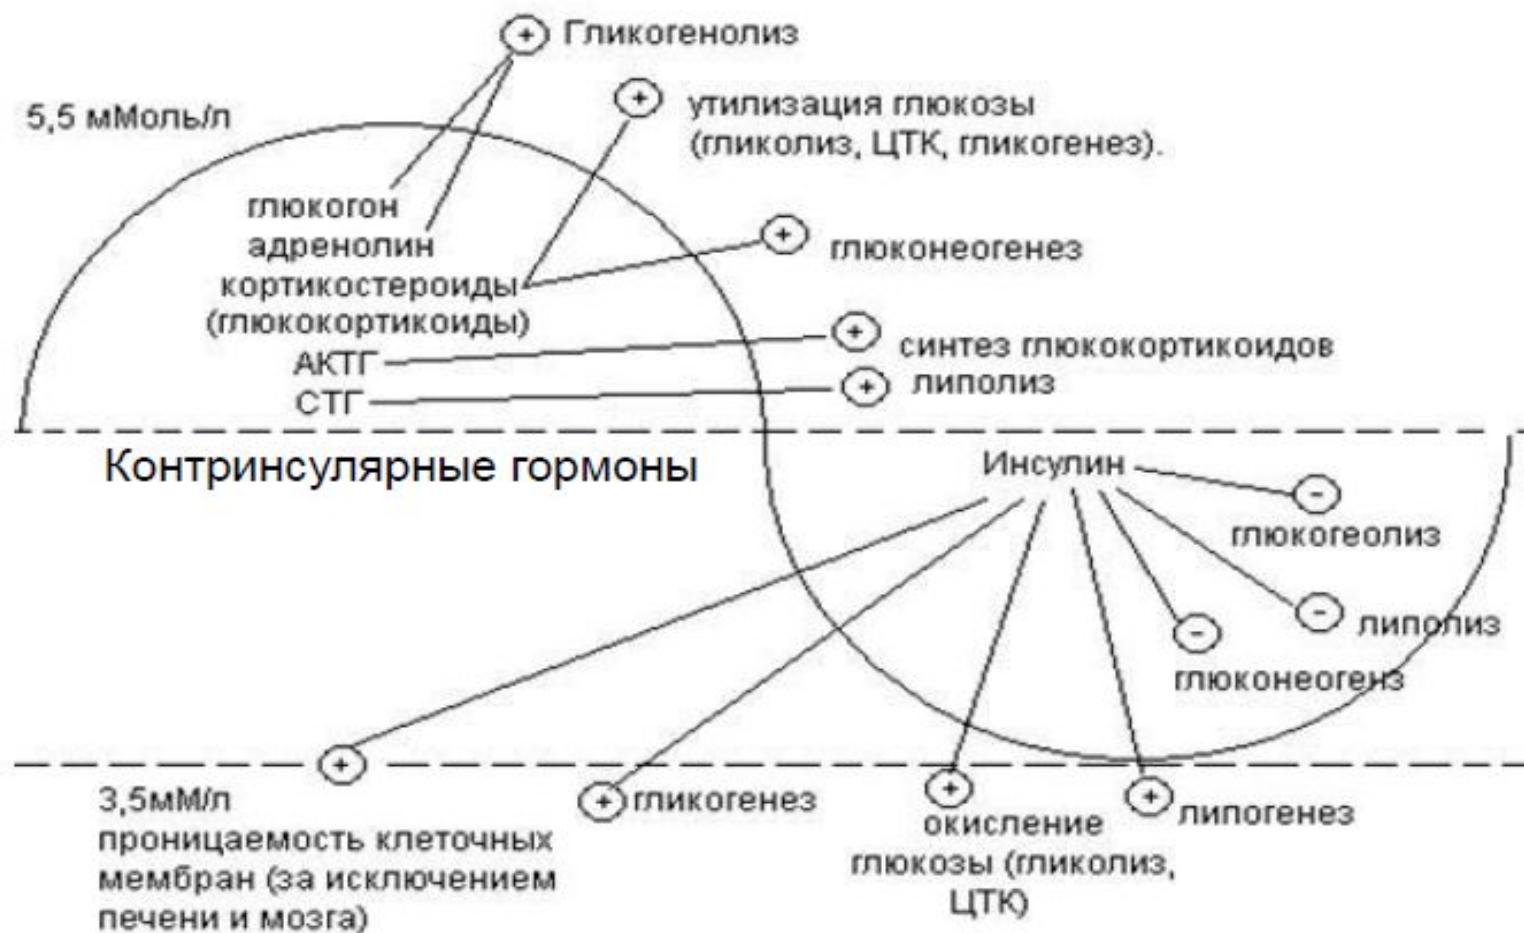 + Гликогенолиз
5,5 мМоль/л
+ утилизация глюкозы
(гликолиз, ЦТК, гликогенез).
глюкогон
адренолин
+ глюконеогенез
кортикостероиды
(глюкокортикоиды)
+ синтез глюкокортикоидов
АКТГ
+ липолиз
СТГ
Контринсулярные гормоны
Инсулин
-
глюкогеолиз
- липолиз
-
глюконеогенз
+
3,5мМ/л
проницаемость клеточных
мембран (за исключением
печени и мозга)
+ гликогенез
+
окисление
глюкозы (гликолиз,
ЦТК)
+ липогенез